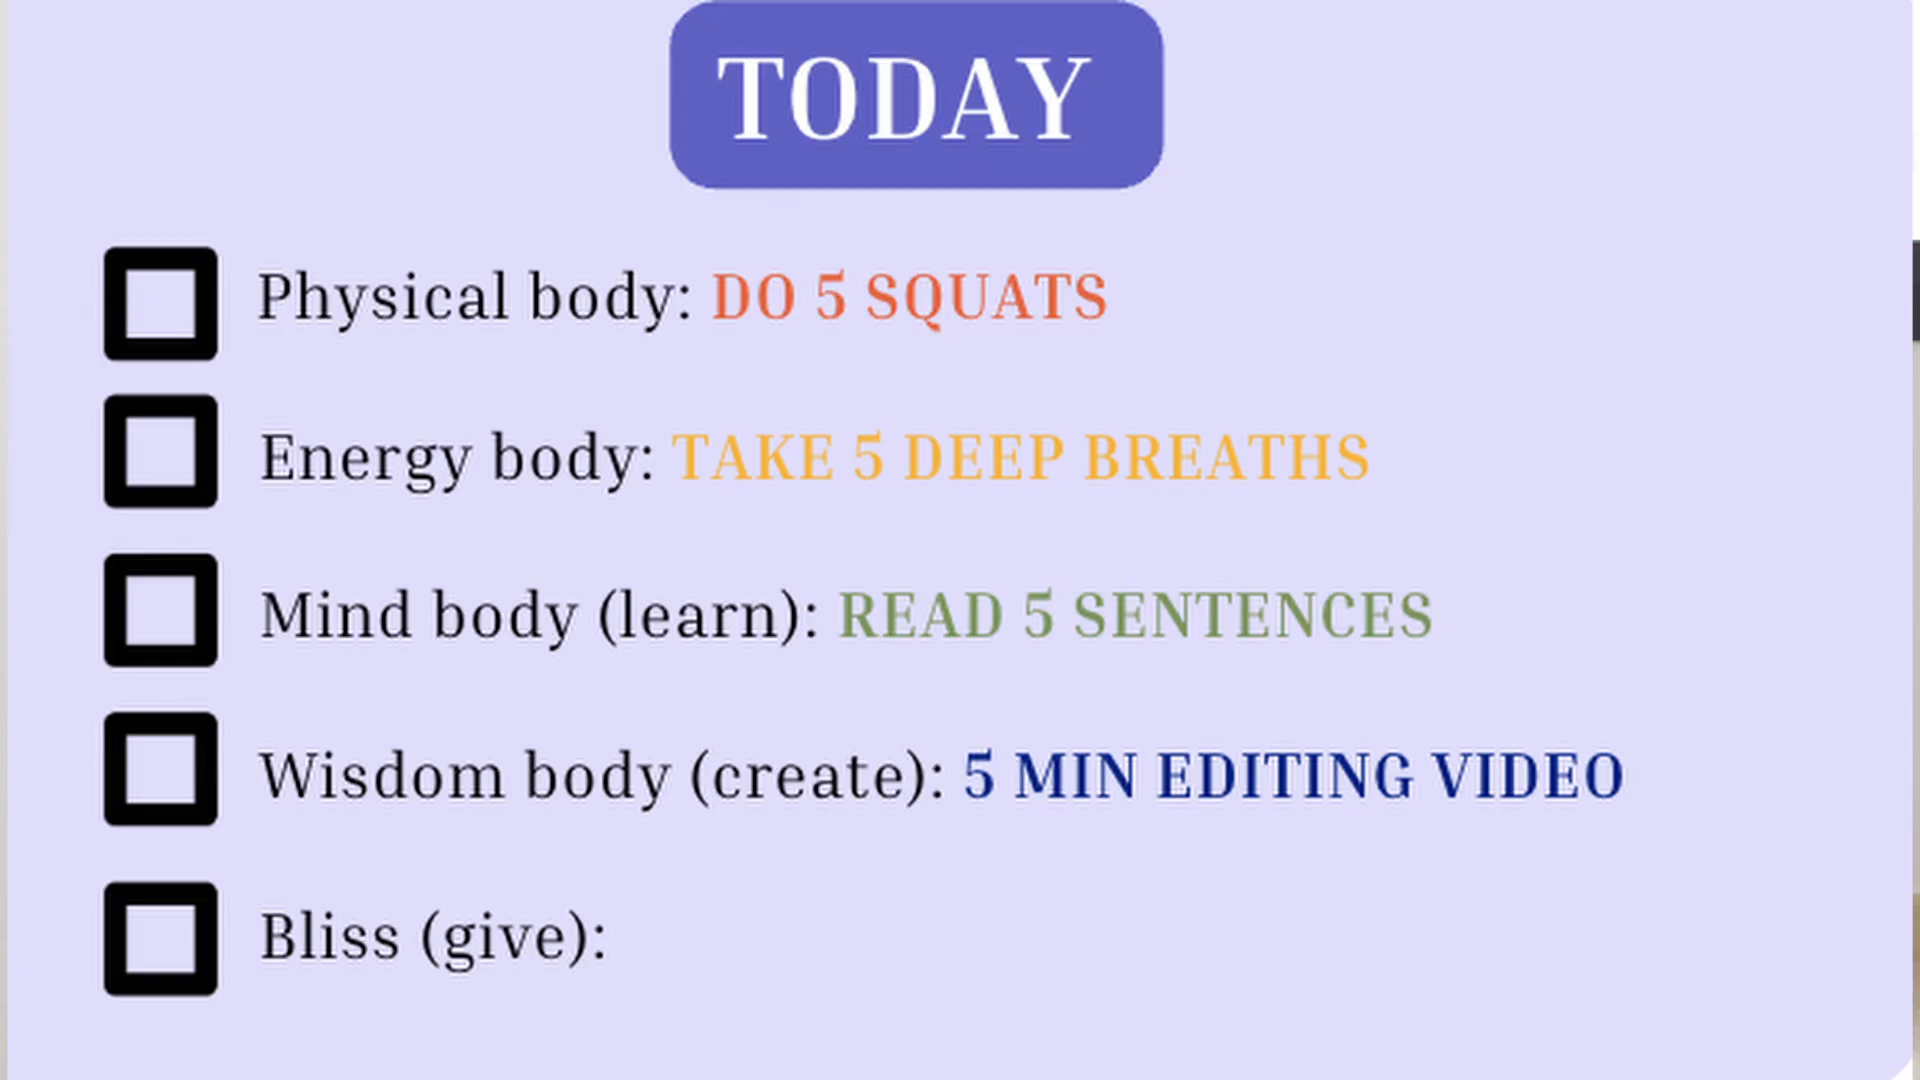 TODAY
Physical body: DO 5 SQUATS
Energy body: TAKE 5 DEEP BREATHS
Mind body (learn): READ 5 SENTENCES
Wisdom body (create): 5 MIN EDITING VIDEO
Bliss (give):